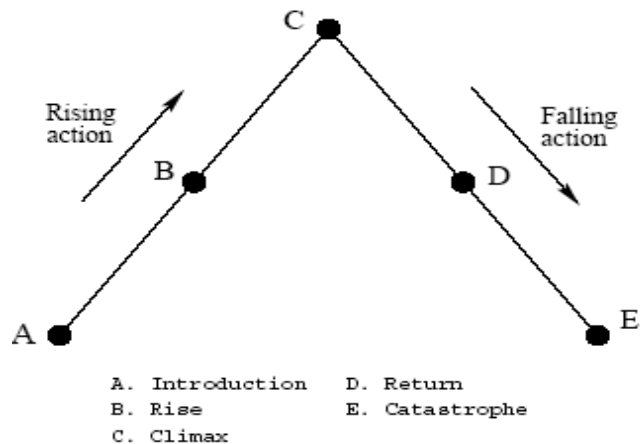 C
Rising
action
Falling
action
B
D
A
E
A. Introduction
B. Rise
C. Climax
D. Return
E. Catastrophe